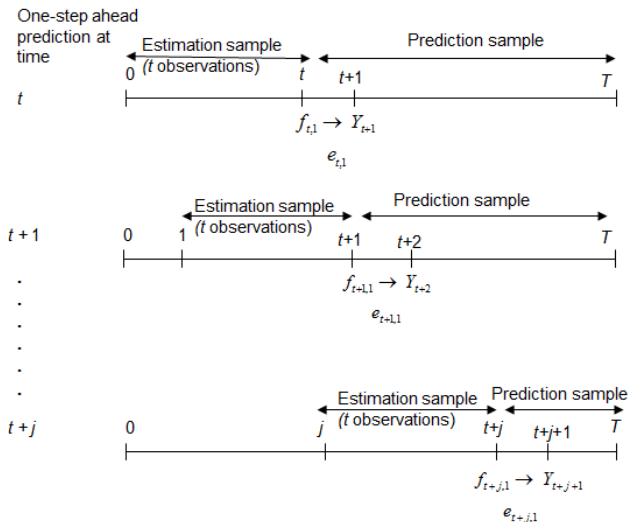 One-step ahead
prediction at
time
Estimation sample
(t observations)
Prediction sample
0 t t+1 T
t
f_{t,1} → Y_{t+1}
e_{t,1}
Estimation sample
(t observations)
Prediction sample
t + 1
0 1 t+1 t+2 T
f_{t+1,1} → Y_{t+2}
e_{t+1,1}
Estimation sample
(t observations)
Prediction sample
t + j
0 j t+j t+j+1 T
f_{t+j,1} → Y_{t+j+1}
e_{t+j,1}